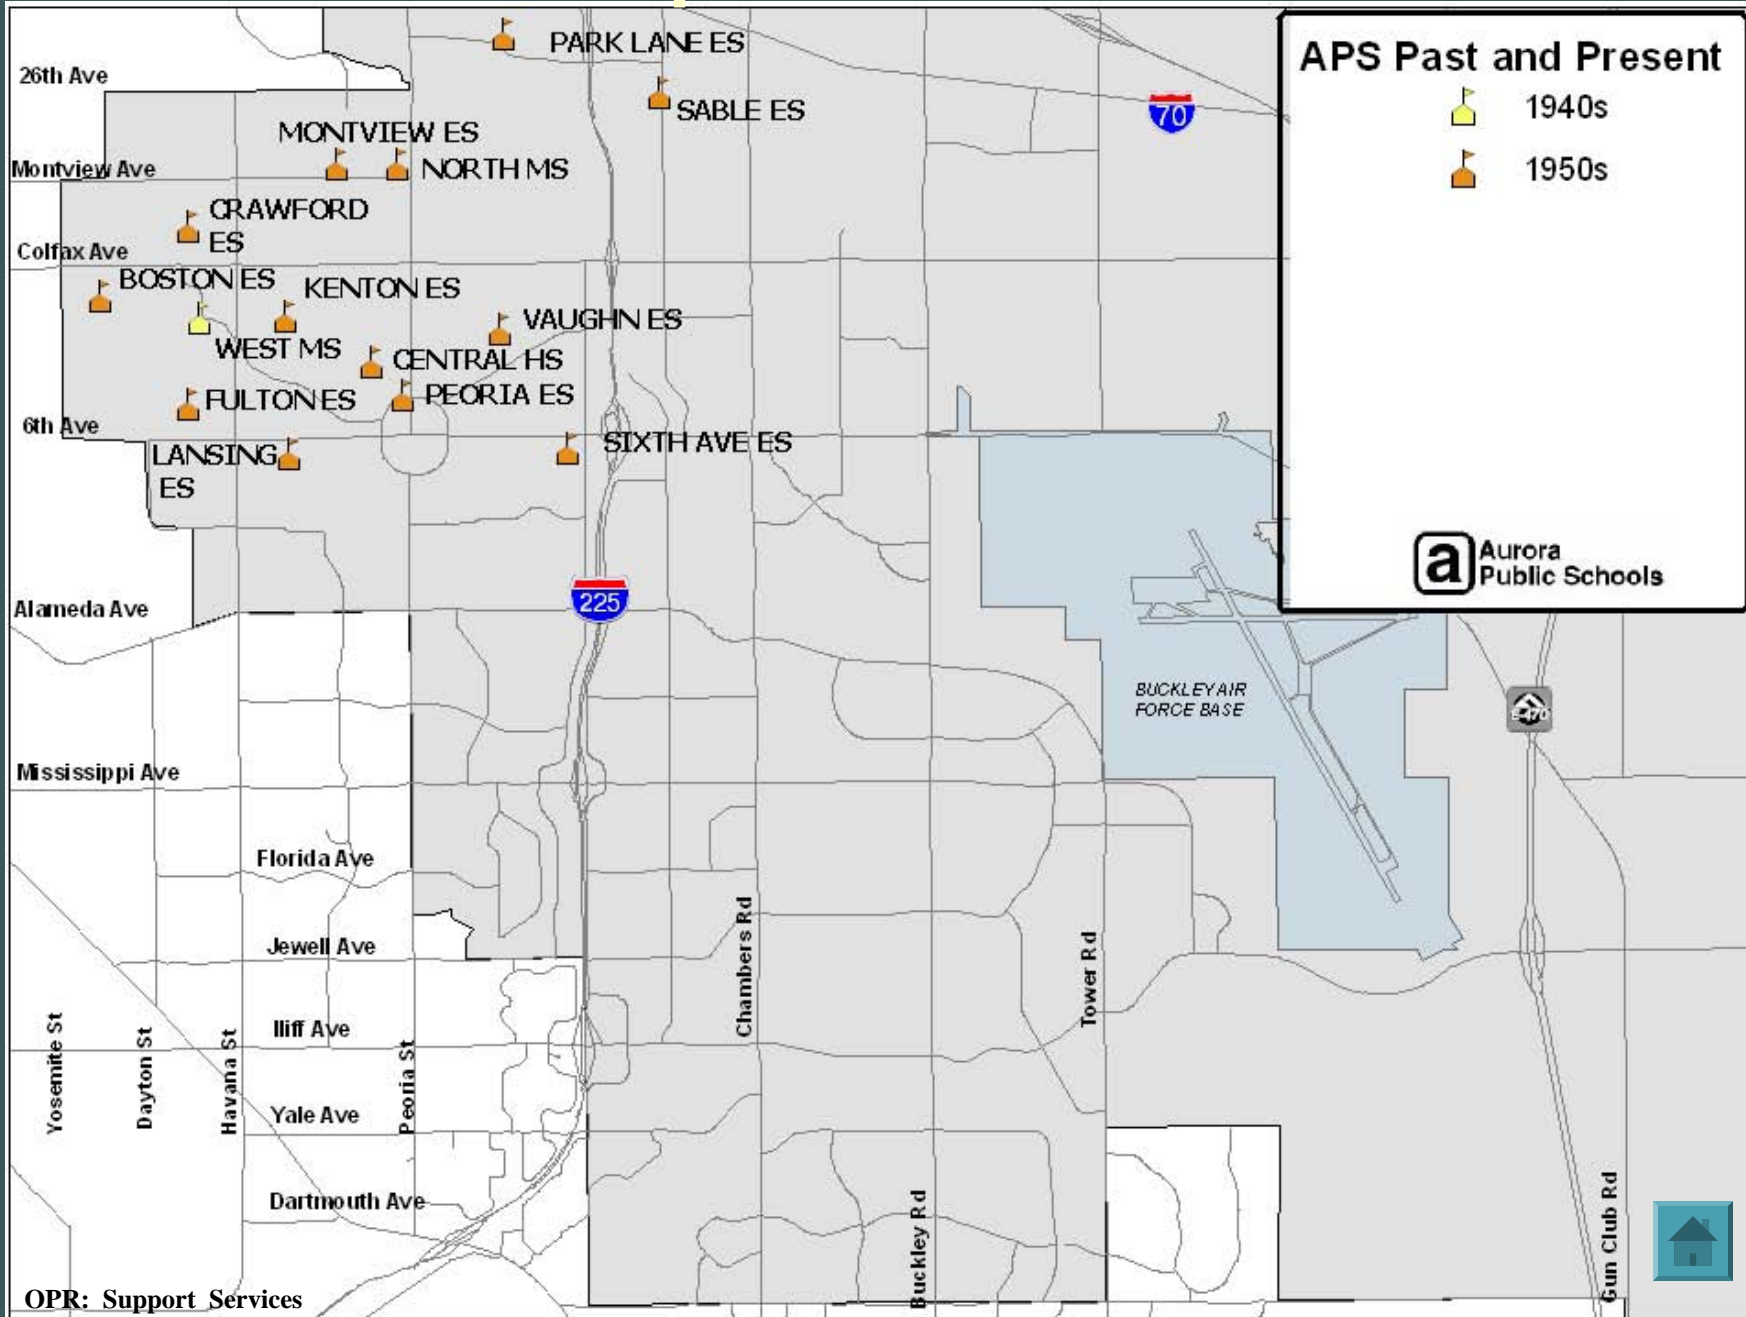 PARK LANE ES
26th Ave
SABLE ES
MONTVIEW ES
Montview Ave
NORTH MS
CRAWFORD
ES
Colfax Ave
BOSTON ES
KENTON ES
VAUGHN ES
WEST MS
CENTRAL HS
PEORIA ES
FULTON ES
6th Ave
SIXTH AVE ES
LANSING
ES
70
APS Past and Present
1940s
1950s
a Aurora
Public Schools
225
Alameda Ave
BUCKLEY AIR
FORCE BASE
E-470
Mississippi Ave
Florida Ave
Jewell Ave
Iliff Ave
Yale Ave
Dartmouth Ave
Yosemite St
Dayton St
Havana St
Peoria St
Chambers Rd
Buckley Rd
Tower Rd
Gun Club Rd
OPR: Support Services